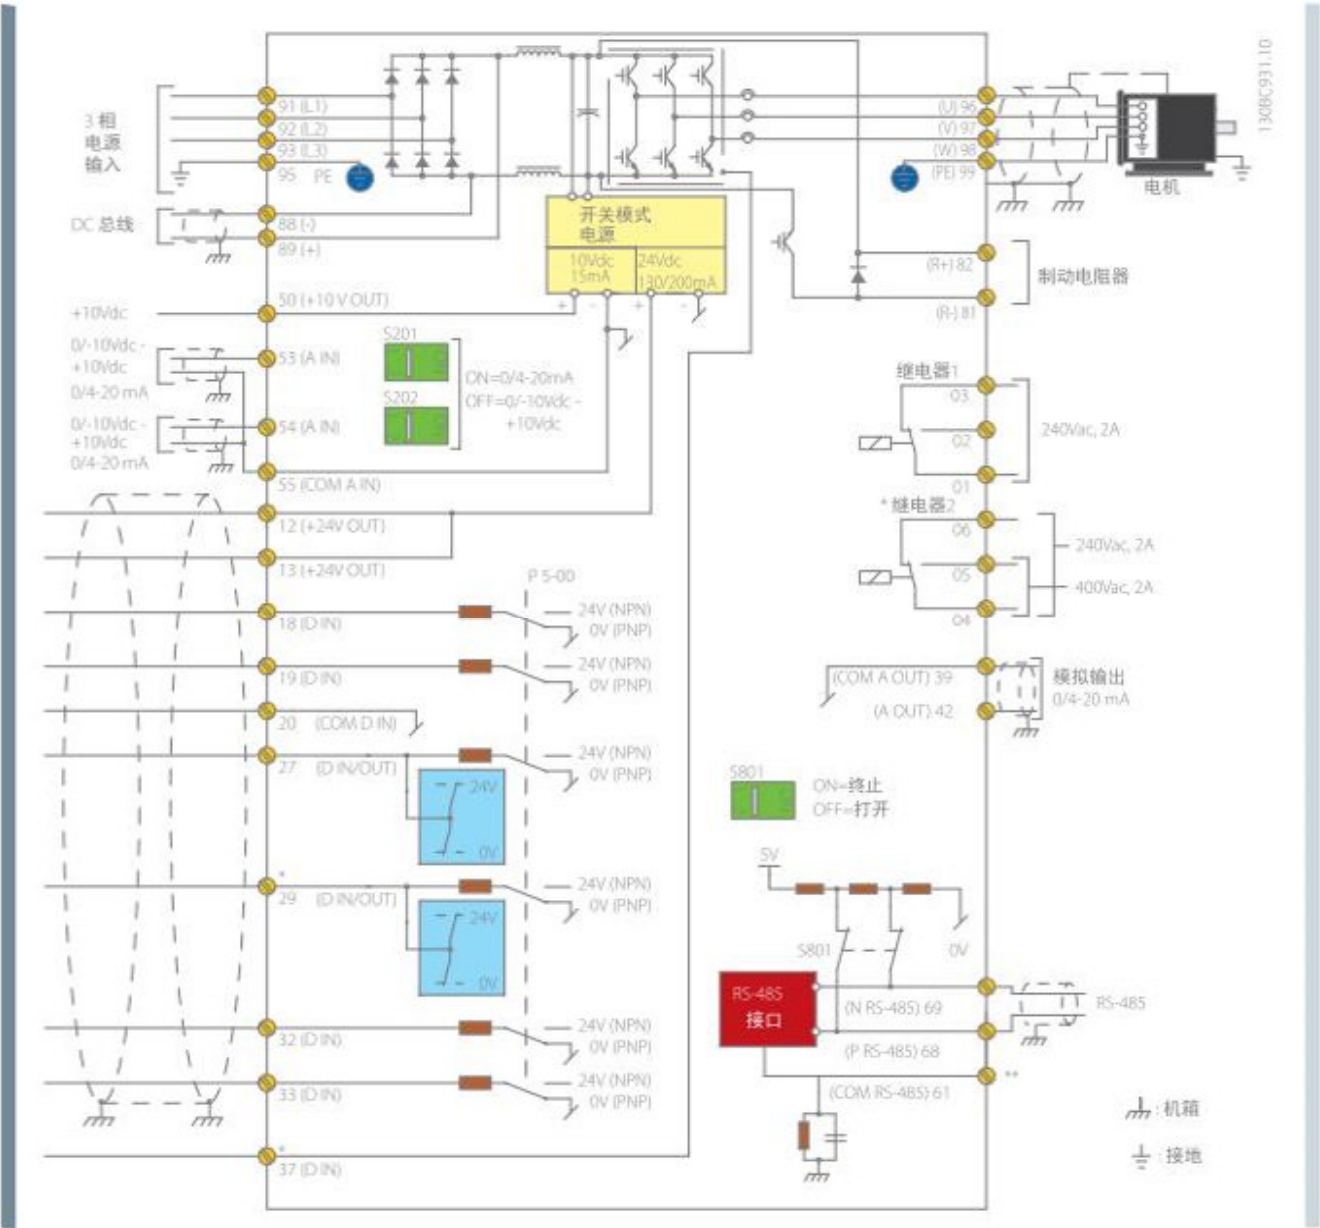 130BC931.10
3 相
电源
输入
91 (L1)
92 (L2)
93 (L3)
95 PE
DC 总线
88 (-)
89 (+)
50 (+10 V OUT)
+10Vdc
0/-10Vdc -
+10Vdc
0/4-20 mA
53 (A IN)
0/-10Vdc -
+10Vdc
0/4-20 mA
54 (A IN)
55 (COM A IN)
12 (+24V OUT)
13 (+24V OUT)
18 (D IN)
19 (D IN)
20 (COM D IN)
27 (D IN/OUT)
24V
0V
*
29 (D IN/OUT)
24V
0V
32 (D IN)
33 (D IN)
*
37 (D IN)
开关模式
电源
10Vdc
15mA
24Vdc
130/200mA
+ - + -
S201
S202
ON=0/4-20mA
OFF=0/-10Vdc -
+10Vdc
P 5-00
24V (NPN)
0V (PNP)
24V (NPN)
0V (PNP)
24V (NPN)
0V (PNP)
24V (NPN)
0V (PNP)
24V (NPN)
0V (PNP)
24V (NPN)
0V (PNP)
(U) 96
(V) 97
(W) 98
(PE) 99
电机
(R+) 82
制动电阻器
(R-) 81
继电器1
03
02
01
240Vac, 2A
* 继电器2
06
05
04
240Vac, 2A
400Vac, 2A
(COM A OUT) 39
(A OUT) 42
模拟输出
0/4-20 mA
S801
ON=终止
OFF=打开
5V
S801
0V
RS-485
接口
(N RS-485) 69
(P RS-485) 68
RS-485
(COM RS-485) 61
**
: 机箱
: 接地